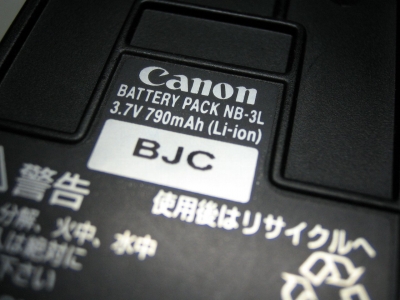 Canon
BATTERY PACK NB-3L
3.7V 790mAh (Li-ion)
BJC
警告
使用後はリサイクルへ
分解、火中、水中
は絶対に
下さい